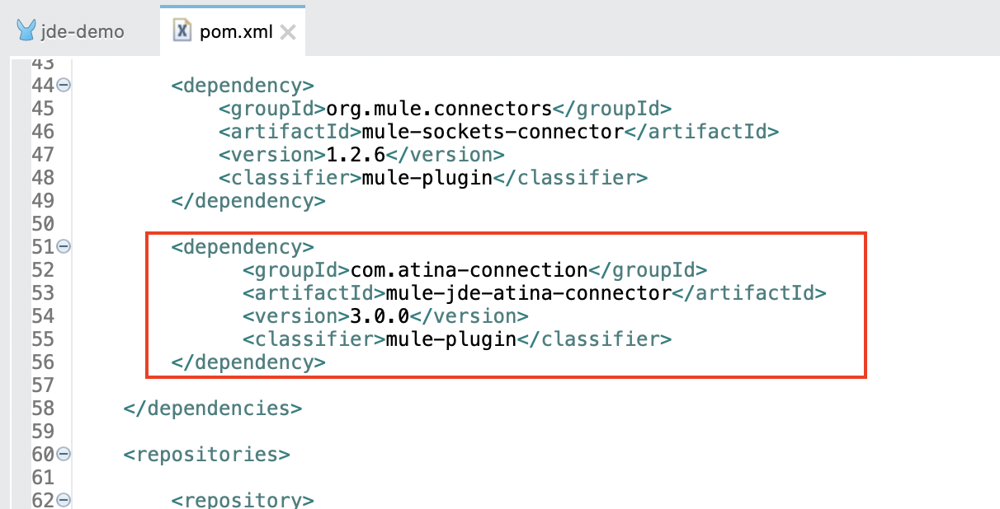 jde-demo
pom.xml
43
44 <dependency>
45 <groupId>org.mule.connectors</groupId>
46 <artifactId>mule-sockets-connector</artifactId>
47 <version>1.2.6</version>
48 <classifier>mule-plugin</classifier>
49 </dependency>
50
51 <dependency>
52 <groupId>com.atina-connection</groupId>
53 <artifactId>mule-jde-atina-connector</artifactId>
54 <version>3.0.0</version>
55 <classifier>mule-plugin</classifier>
56 </dependency>
57
58 </dependencies>
59
60 <repositories>
61
62 <repository>